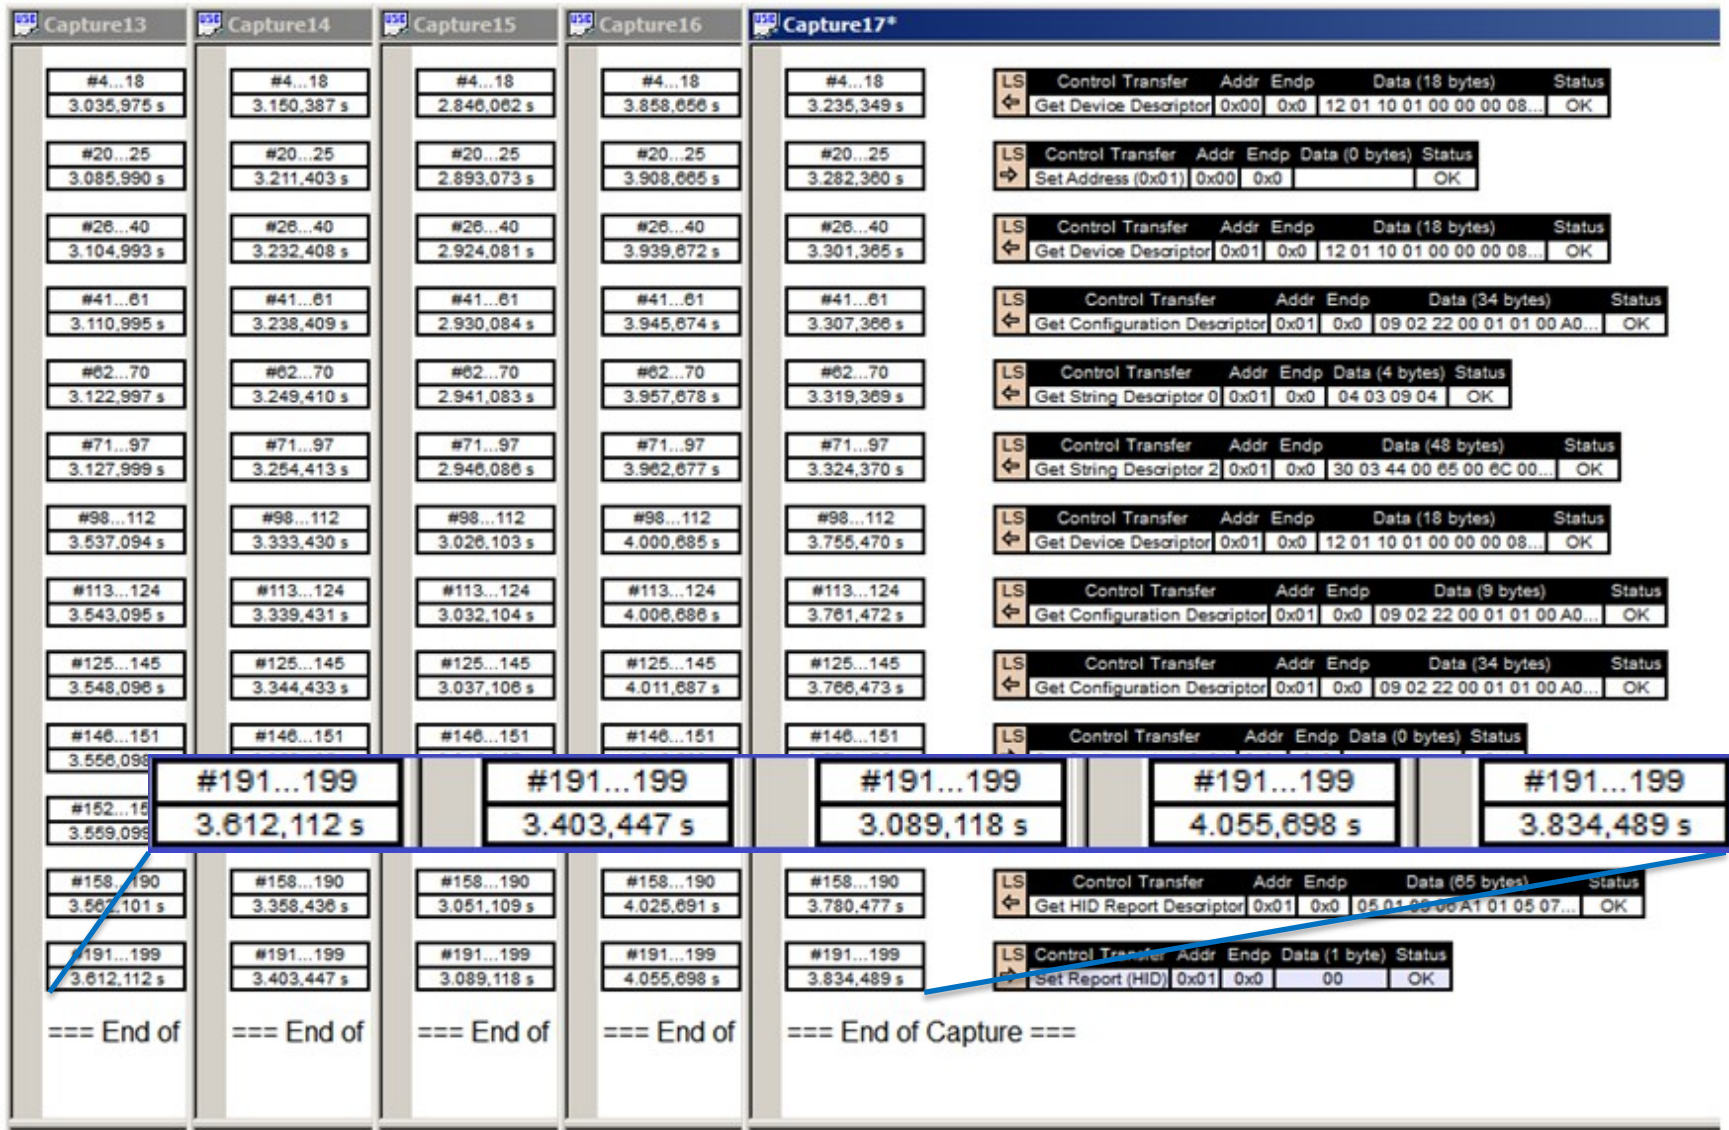 Capture13 Capture14 Capture15 Capture16 Capture17*
#4...18 #4...18 #4...18 #4...18 #4...18 LS Control Transfer Addr Endp Data (18 bytes) Status
3.035,975 s 3.150,387 s 2.846,062 s 3.858,656 s 3.235,349 s Get Device Descriptor 0x00 0x0 12 01 10 01 00 00 00 08... OK
#20...25 #20...25 #20...25 #20...25 #20...25 LS Control Transfer Addr Endp Data (0 bytes) Status
3.085,990 s 3.211,403 s 2.893,073 s 3.908,665 s 3.282,360 s Set Address (0x01) 0x00 0x0 OK
#26...40 #26...40 #26...40 #26...40 #26...40 LS Control Transfer Addr Endp Data (18 bytes) Status
3.104,993 s 3.232,408 s 2.924,081 s 3.939,672 s 3.301,365 s Get Device Descriptor 0x01 0x0 12 01 10 01 00 00 00 08... OK
#41...61 #41...61 #41...61 #41...61 #41...61 LS Control Transfer Addr Endp Data (34 bytes) Status
3.110,995 s 3.238,409 s 2.930,084 s 3.945,674 s 3.307,366 s Get Configuration Descriptor 0x01 0x0 09 02 22 00 01 01 00 A0... OK
#62...70 #62...70 #62...70 #62...70 #62...70 LS Control Transfer Addr Endp Data (4 bytes) Status
3.122,997 s 3.249,410 s 2.941,083 s 3.957,678 s 3.319,369 s Get String Descriptor 0 0x01 0x0 04 03 09 04 OK
#71...97 #71...97 #71...97 #71...97 #71...97 LS Control Transfer Addr Endp Data (48 bytes) Status
3.127,999 s 3.254,413 s 2.946,086 s 3.962,677 s 3.324,370 s Get String Descriptor 2 0x01 0x0 30 03 44 00 65 00 6C 00... OK
#98...112 #98...112 #98...112 #98...112 #98...112 LS Control Transfer Addr Endp Data (18 bytes) Status
3.537,094 s 3.333,430 s 3.026,103 s 4.000,685 s 3.755,470 s Get Device Descriptor 0x01 0x0 12 01 10 01 00 00 00 08... OK
#113...124 #113...124 #113...124 #113...124 #113...124 LS Control Transfer Addr Endp Data (9 bytes) Status
3.543,095 s 3.339,431 s 3.032,104 s 4.006,686 s 3.761,472 s Get Configuration Descriptor 0x01 0x0 09 02 22 00 01 01 00 A0... OK
#125...145 #125...145 #125...145 #125...145 #125...145 LS Control Transfer Addr Endp Data (34 bytes) Status
3.548,096 s 3.344,433 s 3.037,106 s 4.011,687 s 3.766,473 s Get Configuration Descriptor 0x01 0x0 09 02 22 00 01 01 00 A0... OK
#146...151 #146...151 #146...151 #146...151 #146...151 LS Control Transfer Addr Endp Data (0 bytes) Status
3.556,098
#191...199 #191...199 #191...199 #191...199 #191...199
#152...15
3.612,112 s 3.403,447 s 3.089,118 s 4.055,698 s 3.834,489 s
3.559,099
#158...190 #158...190 #158...190 #158...190 #158...190 LS Control Transfer Addr Endp Data (65 bytes) Status
3.562,101 s 3.358,436 s 3.051,109 s 4.025,691 s 3.780,477 s Get HID Report Descriptor 0x01 0x0 05 01 09 06 A1 01 05 07... OK
#191...199 #191...199 #191...199 #191...199 #191...199 LS Control Transfer Addr Endp Data (1 byte) Status
3.612,112 s 3.403,447 s 3.089,118 s 4.055,698 s 3.834,489 s Set Report (HID) 0x01 0x0 00 OK
=== End of === End of === End of === End of === End of Capture ===